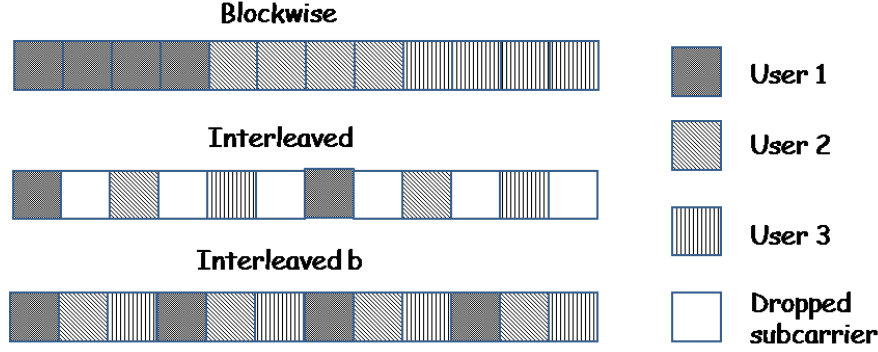 Blockwise
User 1
Interleaved
User 2
User 3
Interleaved b
Dropped
subcarrier